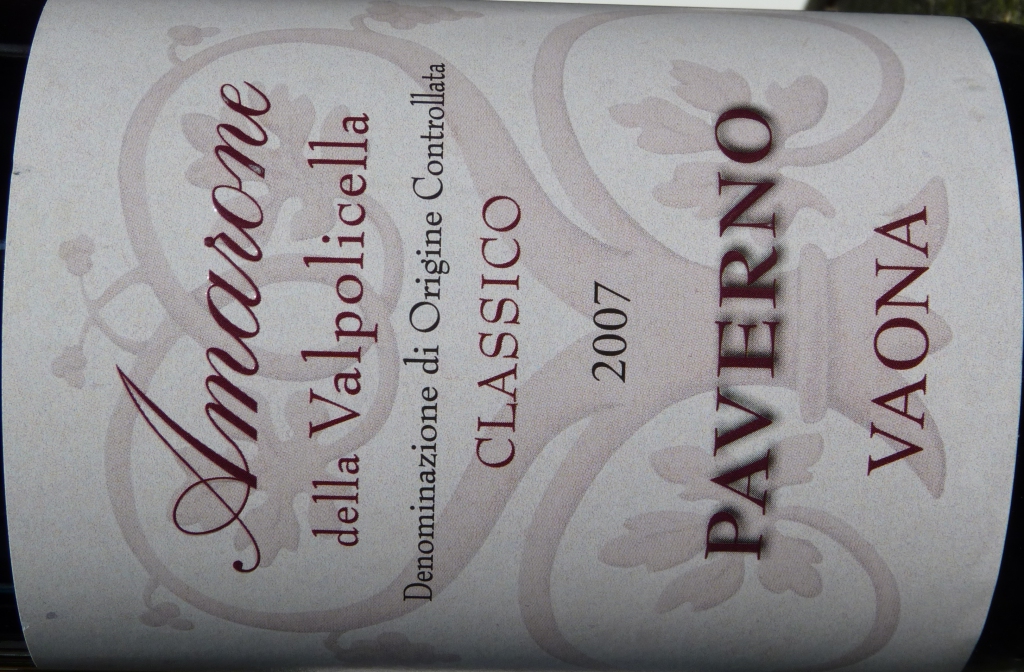 Amarone
della Valpolicella
Denominazione di Origine Controllata
CLASSICO
2007
PAVERNO
VAONA